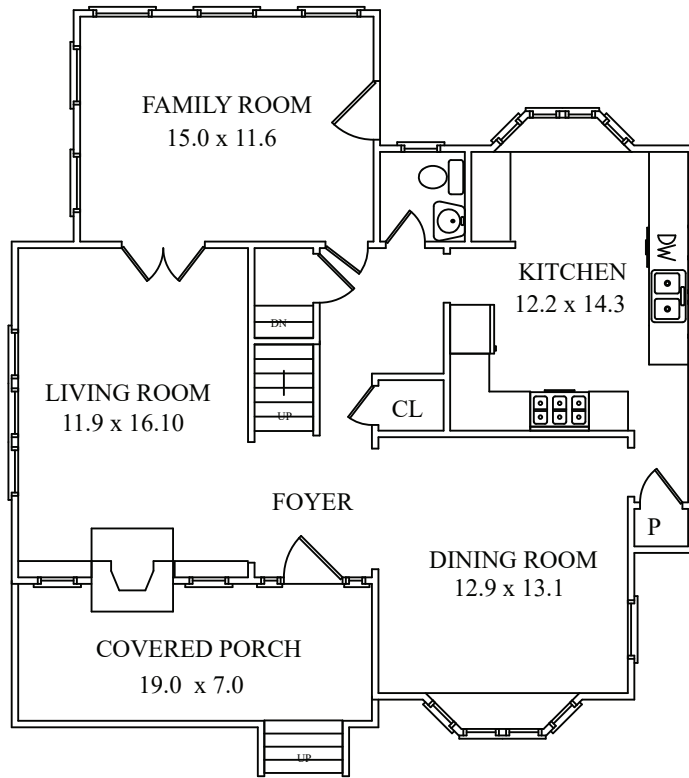 FAMILY ROOM
15.0 x 11.6
DW
KITCHEN
12.2 x 14.3
DN
LIVING ROOM
11.9 x 16.10
UP
CL
FOYER
P
DINING ROOM
12.9 x 13.1
COVERED PORCH
19.0 x 7.0
UP